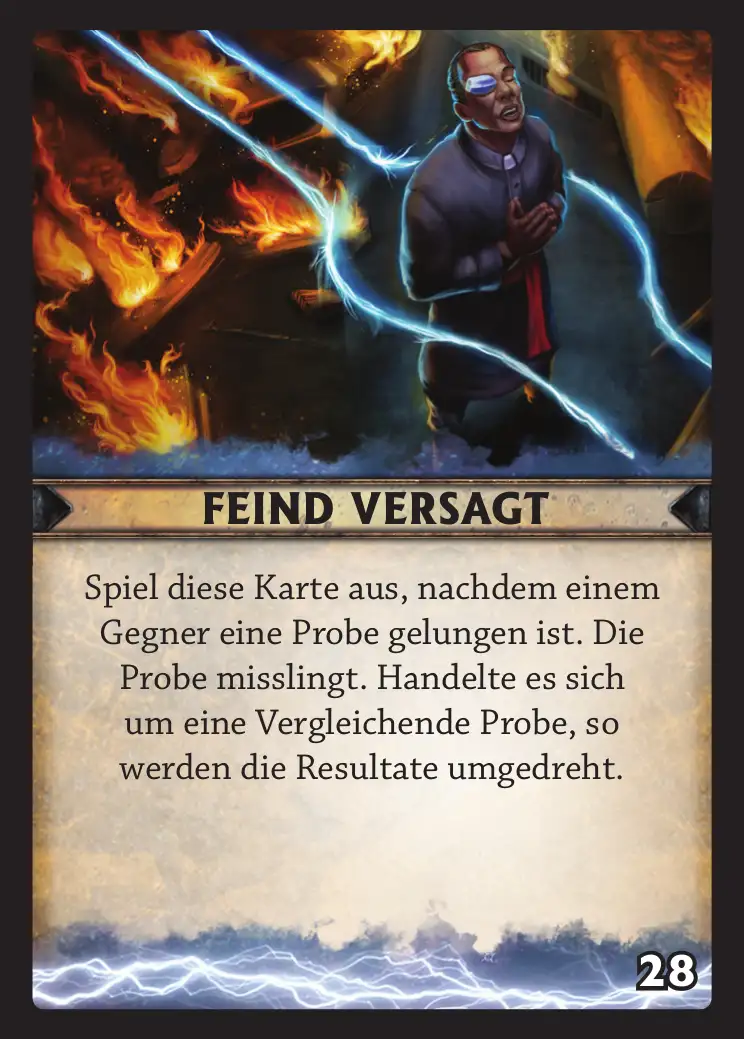 FEIND VERSAGT
Spiel diese Karte aus, nachdem einem
Gegner eine Probe gelungen ist. Die
Probe misslingt. Handelte es sich
um eine Vergleichende Probe, so
werden die Resultate umgedreht.
28